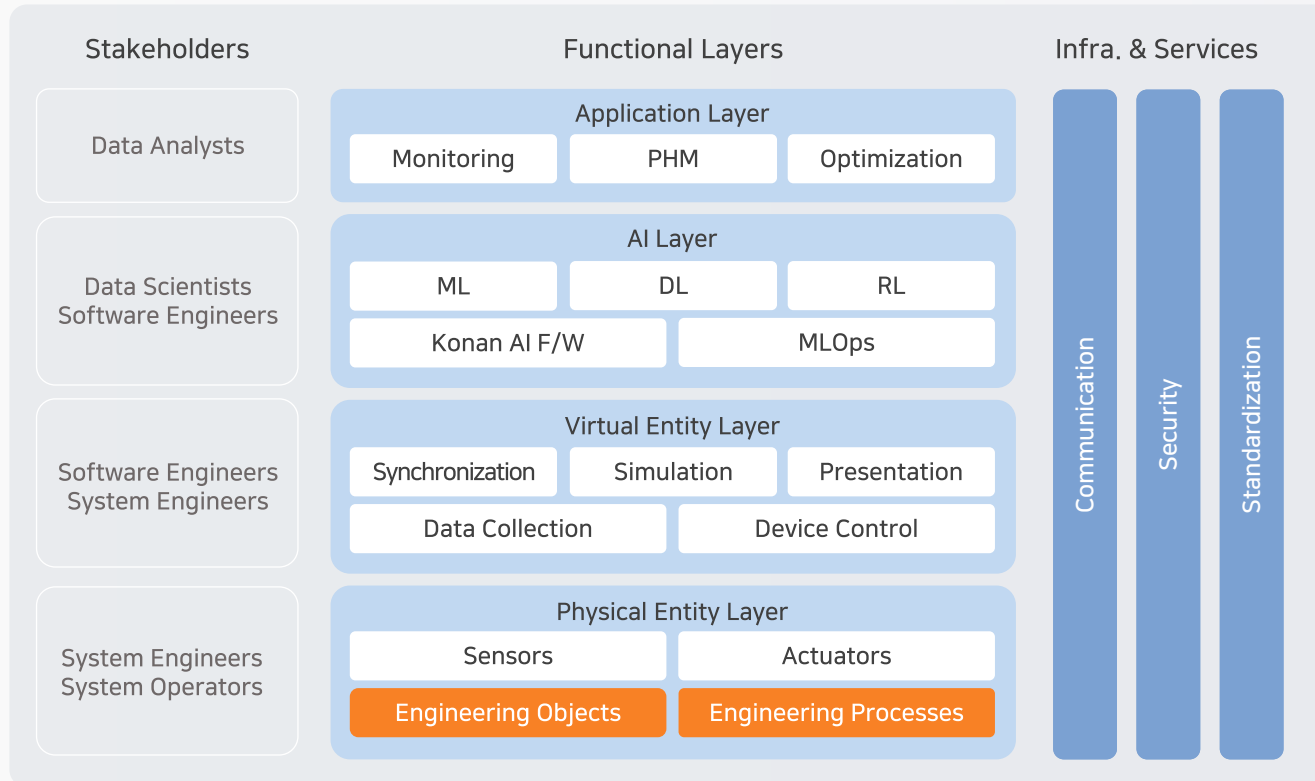 Stakeholders
Functional Layers
Infra. & Services
Data Analysts
Application Layer
Monitoring
PHM
Optimization
Data Scientists
Software Engineers
AI Layer
ML
DL
RL
Konan AI F/W
MLOps
Software Engineers
System Engineers
Virtual Entity Layer
Synchronization
Simulation
Presentation
Data Collection
Device Control
System Engineers
System Operators
Physical Entity Layer
Sensors
Actuators
Engineering Objects
Engineering Processes
Communication
Security
Standardization